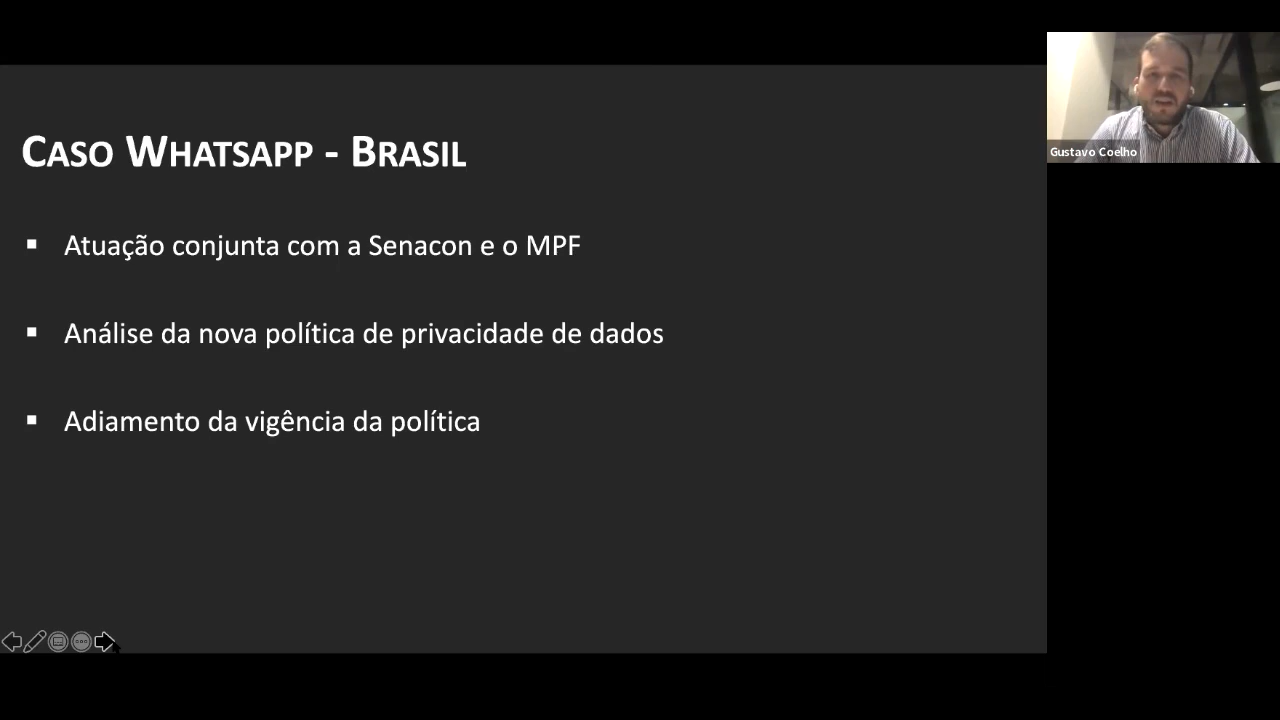 Caso Whatsapp - Brasil
▪ Atuação conjunta com a Senacon e o MPF
▪ Análise da nova política de privacidade de dados
▪ Adiamento da vigência da política
Gustavo Coelho